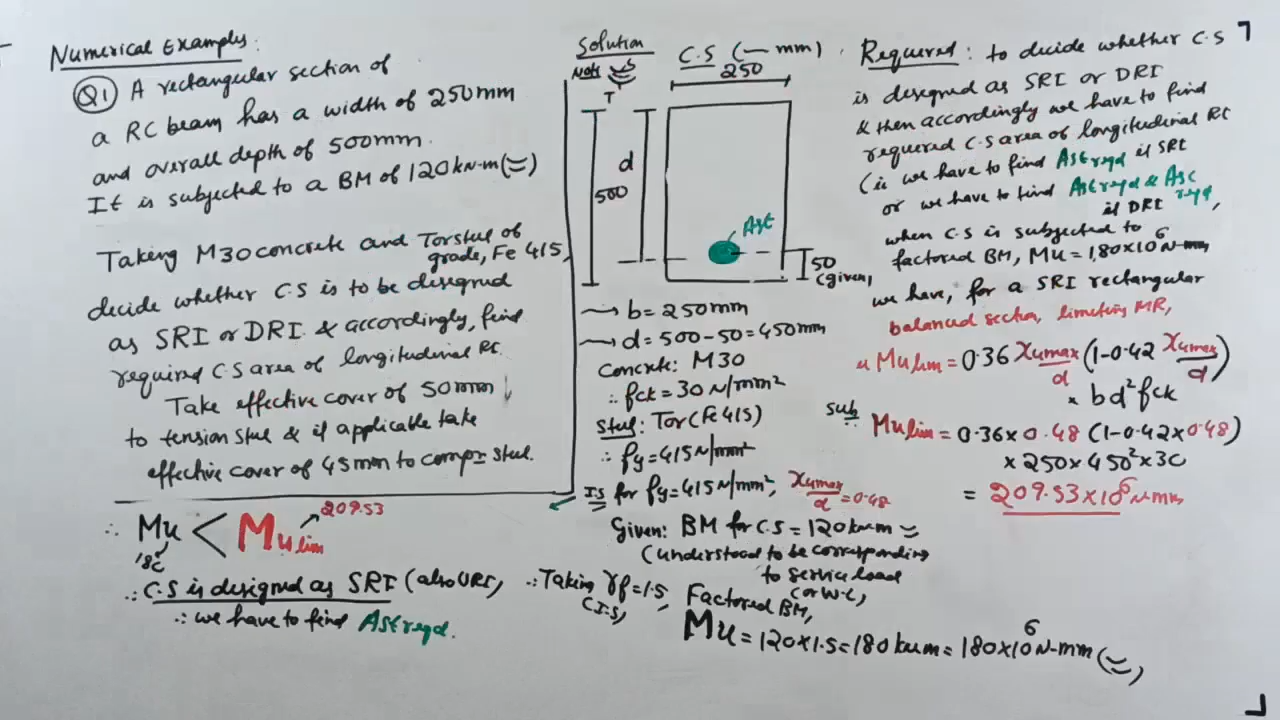 Numerical Examples:
Q1 A rectangular section of
a RC beam has a width of 250mm
and overall depth of 500mm.
It is subjected to a BM of 120kN-m
Taking M30 concrete and Torsteel of
grade, Fe 415,
decide whether C.S is to be designed
as SRI or DRI & accordingly, find
required C.S area of longitudinal Rt.
Take effective cover of 50mm
to tension steel & if applicable take
effective cover of 45mm to compn steel.
∴ Mu < Mulim
180
209.53
∴ C.S is designed as SRI (also URI)
∴ we have to find Ast reqd.
Solution
Note
T
C.S (— mm)
250
500
d
Ast
50
(given)
→ b = 250mm
→ d = 500-50 = 450mm
Concrete: M30
∴ fck = 30 N/mm²
Steel: Tor (Fe 415)
∴ fy = 415 N/mm²
I.S for fy = 415 N/mm², xumax/d = 0.48
Given: BM for C.S = 120 kNm
(understood to be corresponding
to service load
(or W.L)
∴ Taking γf = 1.5,
(I.S)
Factored BM,
Mu = 120×1.5 = 180 kNm = 180×10⁶ N-mm
Required: to decide whether C.S
is designed as SRI or DRI
& then accordingly we have to find
required C.S area of longitudinal Rt
(ie we have to find Ast reqd if SRI
or we have to find Ast reqd & Asc reqd
if DRI,
when C.S is subjected to
factored BM, Mu = 180×10⁶ N-mm
we have, for a SRI rectangular
balanced section, limiting MR,
Mulim = 0.36 xumax/d (1-0.42 xumax/d)
× bd²fck
Sub
Mulim = 0.36×0.48 (1-0.42×0.48)
×250×450²×30
= 209.53×10⁶ N-mm